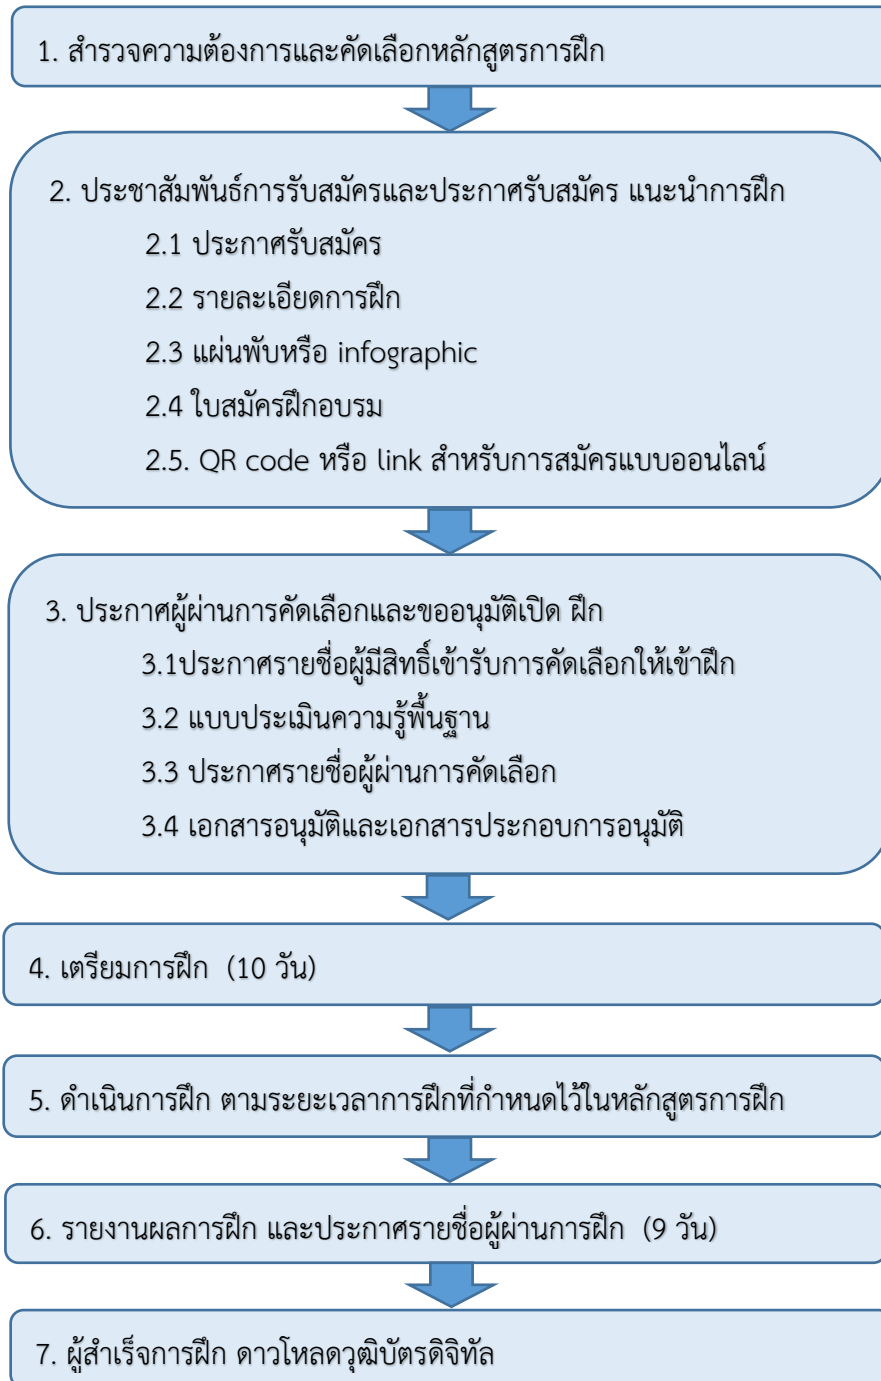 1. สำรวจความต้องการและคัดเลือกหลักสูตรการฝึก
2. ประชาสัมพันธ์การรับสมัครและประกาศรับสมัคร แนะนำการฝึก
2.1 ประกาศรับสมัคร
2.2 รายละเอียดการฝึก
2.3 แผ่นพับหรือ infographic
2.4 ใบสมัครฝึกอบรม
2.5. QR code หรือ link สำหรับการสมัครแบบออนไลน์
3. ประกาศผู้ผ่านการคัดเลือกและขออนุมัติเปิด ฝึก
3.1ประกาศรายชื่อผู้มีสิทธิ์เข้ารับการคัดเลือกให้เข้าฝึก
3.2 แบบประเมินความรู้พื้นฐาน
3.3 ประกาศรายชื่อผู้ผ่านการคัดเลือก
3.4 เอกสารอนุมัติและเอกสารประกอบการอนุมัติ
4. เตรียมการฝึก (10 วัน)
5. ดำเนินการฝึก ตามระยะเวลาการฝึกที่กำหนดไว้ในหลักสูตรการฝึก
6. รายงานผลการฝึก และประกาศรายชื่อผู้ผ่านการฝึก (9 วัน)
7. ผู้สำเร็จการฝึก ดาวโหลดวุฒิบัตรดิจิทัล